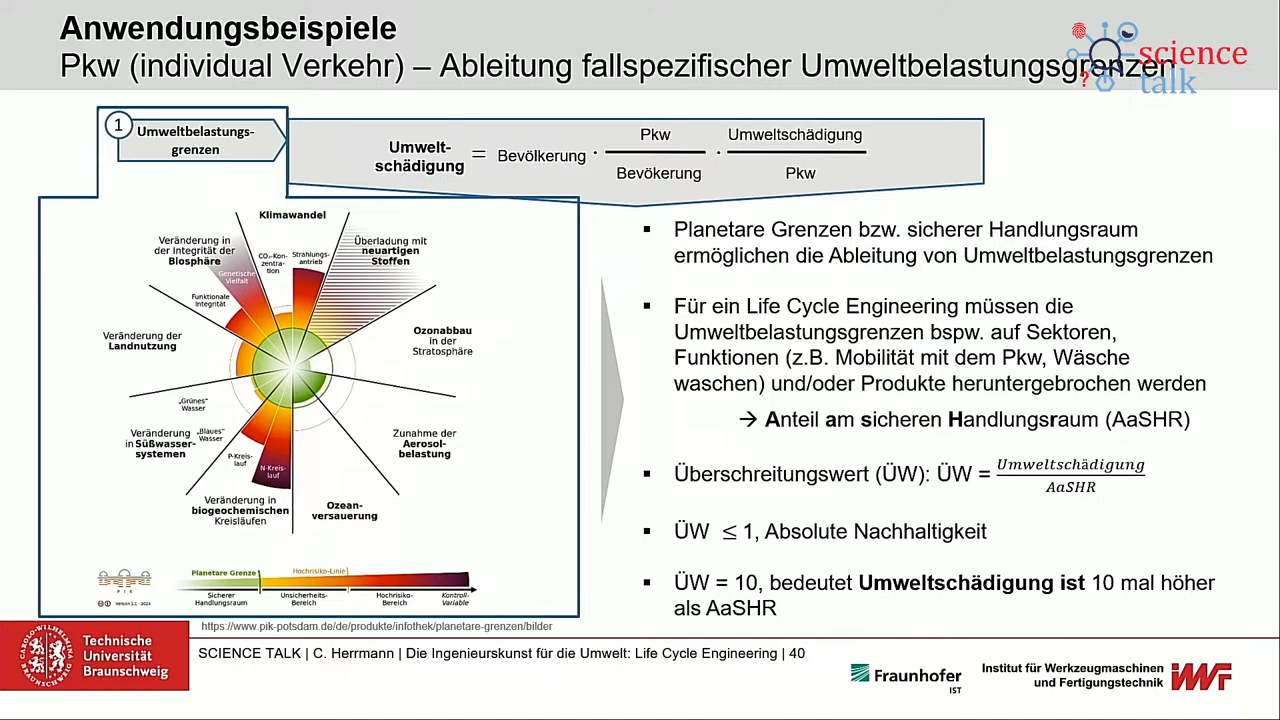 Anwendungsbeispiele
Pkw (individual Verkehr) – Ableitung fallspezifischer Umweltbelastungsgrenzen
science
talk
?
1
Umweltbelastungs-
grenzen
Umwelt-
schädigung
= Bevölkerung · Pkw / Bevökerung · Umweltschädigung / Pkw
Klimawandel
Veränderung in
der Integrität der
Biosphäre
Genetische
Vielfalt
Funktionale
Integrität
CO₂-Kon-
zentra-
tion
Strahlungs-
antrieb
Überladung mit
neuartigen
Stoffen
Veränderung der
Landnutzung
Ozonabbau
in der
Stratosphäre
„Grünes“
Wasser
„Blaues“
Wasser
Veränderung
in Süßwasser-
systemen
Zunahme der
Aerosol-
belastung
P-Kreis-
lauf
N-Kreis-
lauf
Veränderung in
biogeochemischen
Kreisläufen
Ozean-
versauerung
P I K
Version 1.1 - 2024
Planetare Grenze
Hochrisiko-Linie
Sicherer
Handlungsraum
Unsicherheits-
Bereich
Hochrisiko-
Bereich
Kontroll-
Variable
https://www.pik-potsdam.de/de/produkte/infothek/planetare-grenzen/bilder
▪ Planetare Grenzen bzw. sicherer Handlungsraum
ermöglichen die Ableitung von Umweltbelastungsgrenzen
▪ Für ein Life Cycle Engineering müssen die
Umweltbelastungsgrenzen bspw. auf Sektoren,
Funktionen (z.B. Mobilität mit dem Pkw, Wäsche
waschen) und/oder Produkte heruntergebrochen werden
→ Anteil am sicheren Handlungsraum (AaSHR)
▪ Überschreitungswert (ÜW): ÜW = Umweltschädigung / AaSHR
▪ ÜW ≤ 1, Absolute Nachhaltigkeit
▪ ÜW = 10, bedeutet Umweltschädigung ist 10 mal höher
als AaSHR
CAROLO-WILHELMINA
BRAUNSCHWEIG
Technische
Universität
Braunschweig
SCIENCE TALK | C. Herrmann | Die Ingenieurskunst für die Umwelt: Life Cycle Engineering | 40
Fraunhofer
IST
Institut für Werkzeugmaschinen
und Fertigungstechnik
IWF